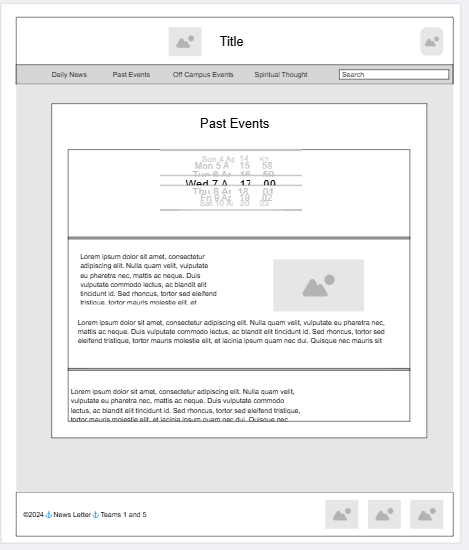 Title
Daily News Past Events Off Campus Events Spiritual Thought Search
Past Events
Sun 4 Ap 14 57
Mon 5 A 15 58
Tue 6 Ap 16 59
Wed 7 A 17 00
Thu 8 Ap 18 01
Fri 9 A 19 02
Sat 10 A 20 03
Lorem ipsum dolor sit amet, consectetur
adipiscing elit. Nulla quam velit, vulputate
eu pharetra nec, mattis ac neque. Duis
vulputate commodo lectus, ac blandit elit
tincidunt id. Sed rhoncus, tortor sed eleifend
tristique, tortor mauris molestie elit, et
Lorem ipsum dolor sit amet, consectetur adipiscing elit. Nulla quam velit, vulputate eu pharetra nec,
mattis ac neque. Duis vulputate commodo lectus, ac blandit elit tincidunt id. Sed rhoncus, tortor sed
eleifend tristique, tortor mauris molestie elit, et lacinia ipsum quam nec dui. Quisque nec mauris sit
Lorem ipsum dolor sit amet, consectetur adipiscing elit. Nulla quam velit,
vulputate eu pharetra nec, mattis ac neque. Duis vulputate commodo
lectus, ac blandit elit tincidunt id. Sed rhoncus, tortor sed eleifend tristique,
tortor mauris molestie elit, et lacinia ipsum quam nec
©2024 ⚓ News Letter ⚓ Teams 1 and 5